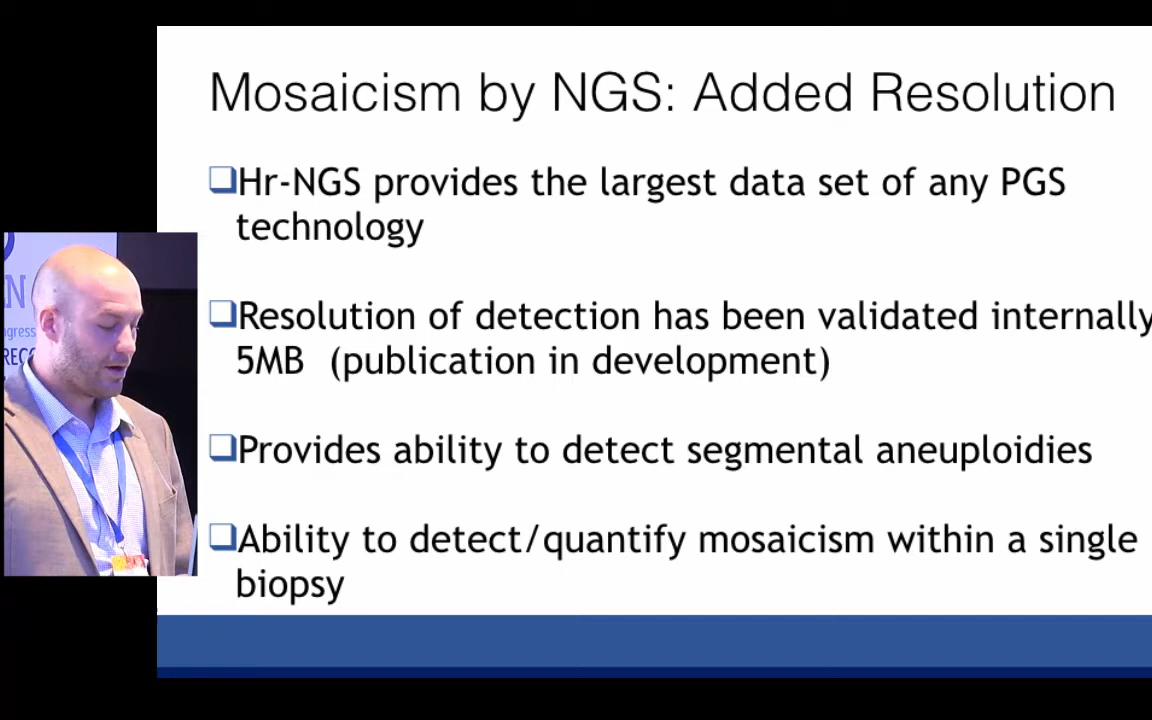 Mosaicism by NGS: Added Resolution
Hr-NGS provides the largest data set of any PGS
technology
Resolution of detection has been validated internally
5MB (publication in development)
Provides ability to detect segmental aneuploidies
Ability to detect/quantify mosaicism within a single
biopsy
N
ngress
REC